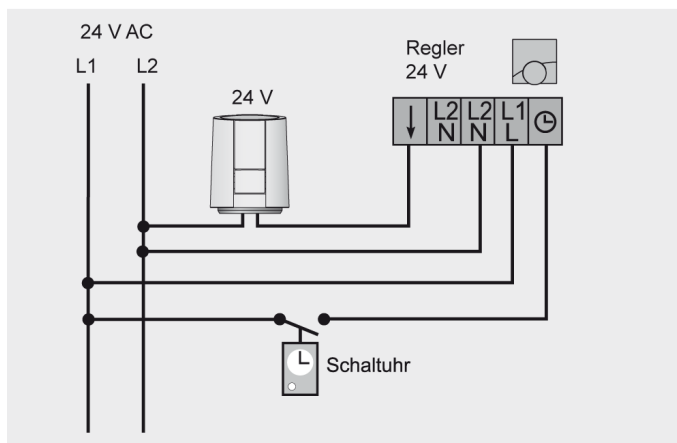 24 V AC
L1 L2
Regler
24 V
24 V
L2 L2 L1
N N L
Schaltuhr